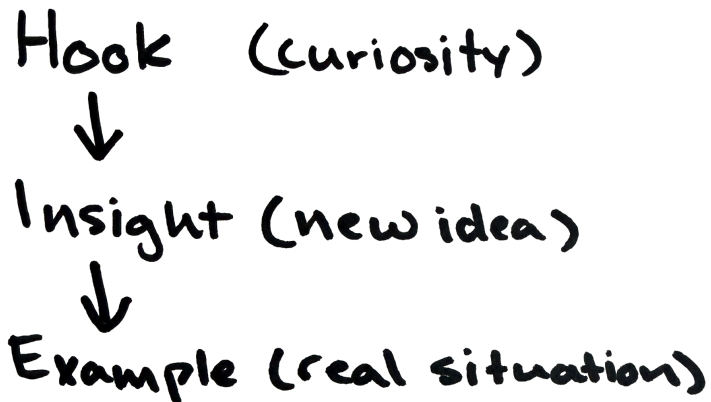 Hook (curiosity)
↓
Insight (new idea)
↓
Example (real situation)